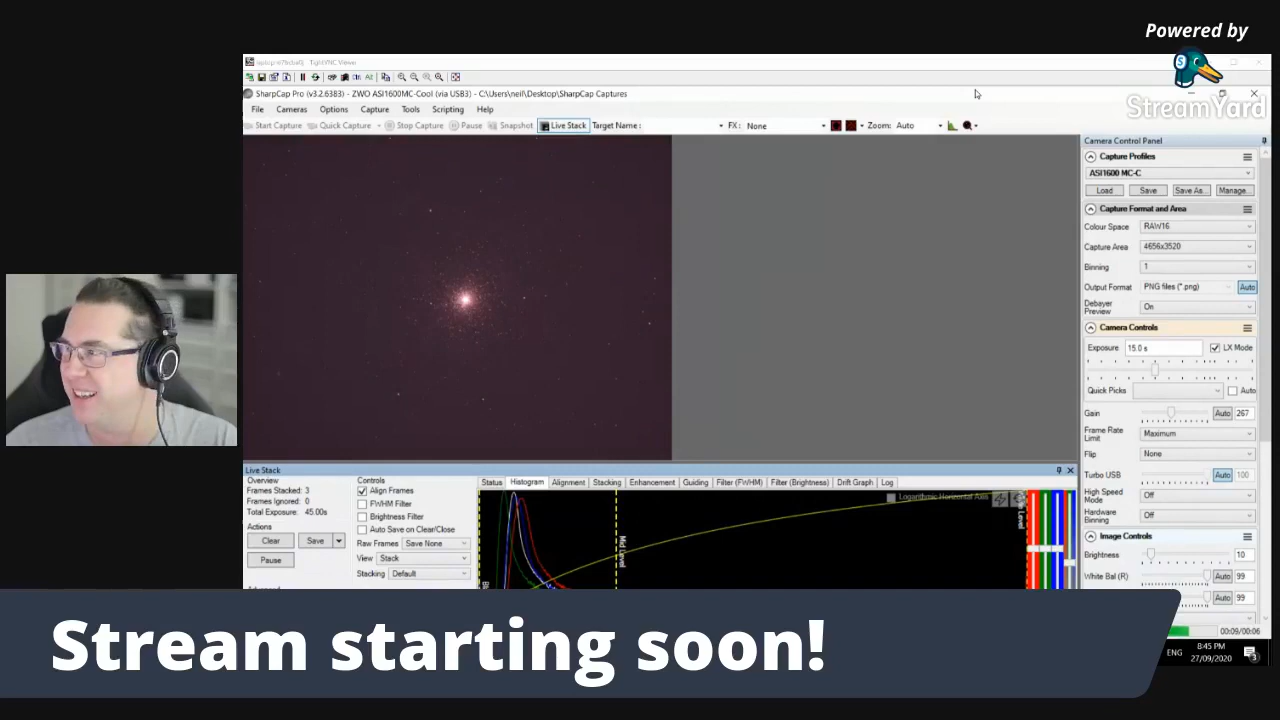 Powered by
StreamYard
TightVNC Viewer
SharpCap Pro (v3.2.6383) - ZWO ASI1600MC-Cool (via USB3) - C:\Users\neil\Desktop\SharpCap Captures
File Cameras Options Capture Tools Scripting Help
Start Capture Quick Capture Stop Capture Pause Snapshot Live Stack Target Name : FX : None Zoom: Auto
Camera Control Panel
Capture Profiles
ASI1600 MC-C
Load Save Save As... Manage...
Capture Format and Area
Colour Space RAW16
Capture Area 4656x3520
Binning 1
Output Format PNG files (*.png) Auto
Debayer Preview On
Camera Controls
Exposure 15.0 s LX Mode
Quick Picks Auto
Gain Auto 267
Frame Rate Limit Maximum
Flip None
Turbo USB Auto 100
High Speed Mode Off
Hardware Binning Off
Image Controls
Brightness 10
White Bal (R) Auto 99
Auto 99
Live Stack
Overview
Frames Stacked: 3
Frames Ignored: 0
Total Exposure: 45.00s
Actions
Clear Save
Pause
Controls
Align Frames
FWHM Filter
Brightness Filter
Auto Save on Clear/Close
Raw Frames Save None
View Stack
Stacking Default
Status Histogram Alignment Stacking Enhancement Guiding Filter (FWHM) Filter (Brightness) Drift Graph Log
Logarithmic Horizontal Axis
Mid Level
Stream starting soon!
00:09/00:06
ENG
8:45 PM
27/09/2020
3